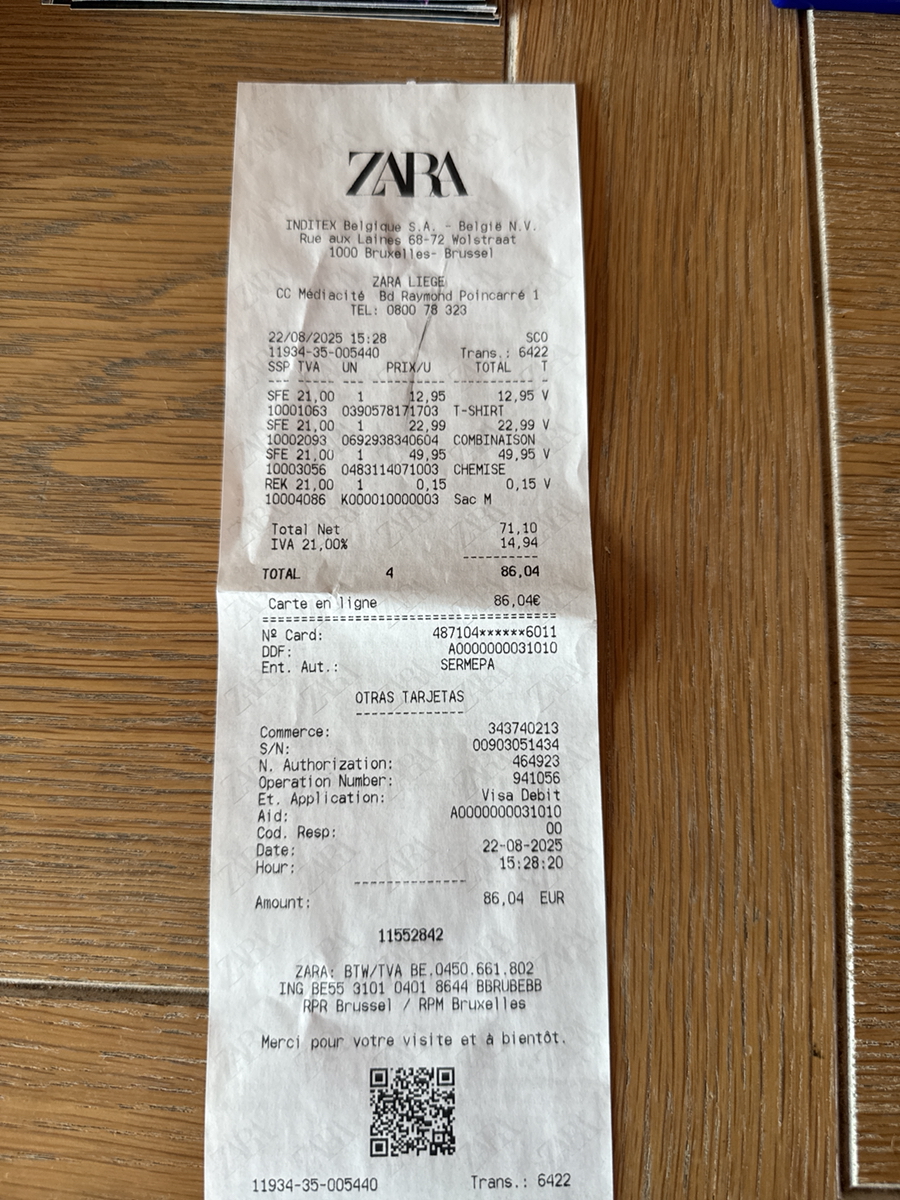 ZARA
INDITEX Belgique S.A. - België N.V.
Rue aux Laines 68-72 Wolstraat
1000 Bruxelles- Brussel
ZARA LIEGE
CC Médiacité Bd Raymond Poincarré 1
TEL: 0800 78 323
22/08/2025 15:28 SCO
11934-35-005440 Trans.: 6422
SSP TVA UN PRIX/U TOTAL T
SFE 21,00 1 12,95 12,95 V
10001063 0390578171703 T-SHIRT
SFE 21,00 1 22,99 22,99 V
10002093 0692938340604 COMBINAISON
SFE 21,00 1 49,95 49,95 V
10003056 0483114071003 CHEMISE
REK 21,00 1 0,15 0,15 V
10004086 K000010000003 Sac M
Total Net 71,10
IVA 21,00% 14,94
TOTAL 4 86,04
Carte en ligne 86,04€
Nº Card: 487104******6011
DDF: A0000000031010
Ent. Aut.: SERMEPA
OTRAS TARJETAS
Commerce: 343740213
S/N: 00903051434
N. Authorization: 464923
Operation Number: 941056
Et. Application: Visa Debit
Aid: A0000000031010
Cod. Resp: 00
Date: 22-08-2025
Hour: 15:28:20
Amount: 86,04 EUR
11552842
ZARA: BTW/TVA BE.0450.661.802
ING BE55 3101 0401 8644 BBRUBEBB
RPR Brussel / RPM Bruxelles
Merci pour votre visite et à bientôt.
11934-35-005440 Trans.: 6422